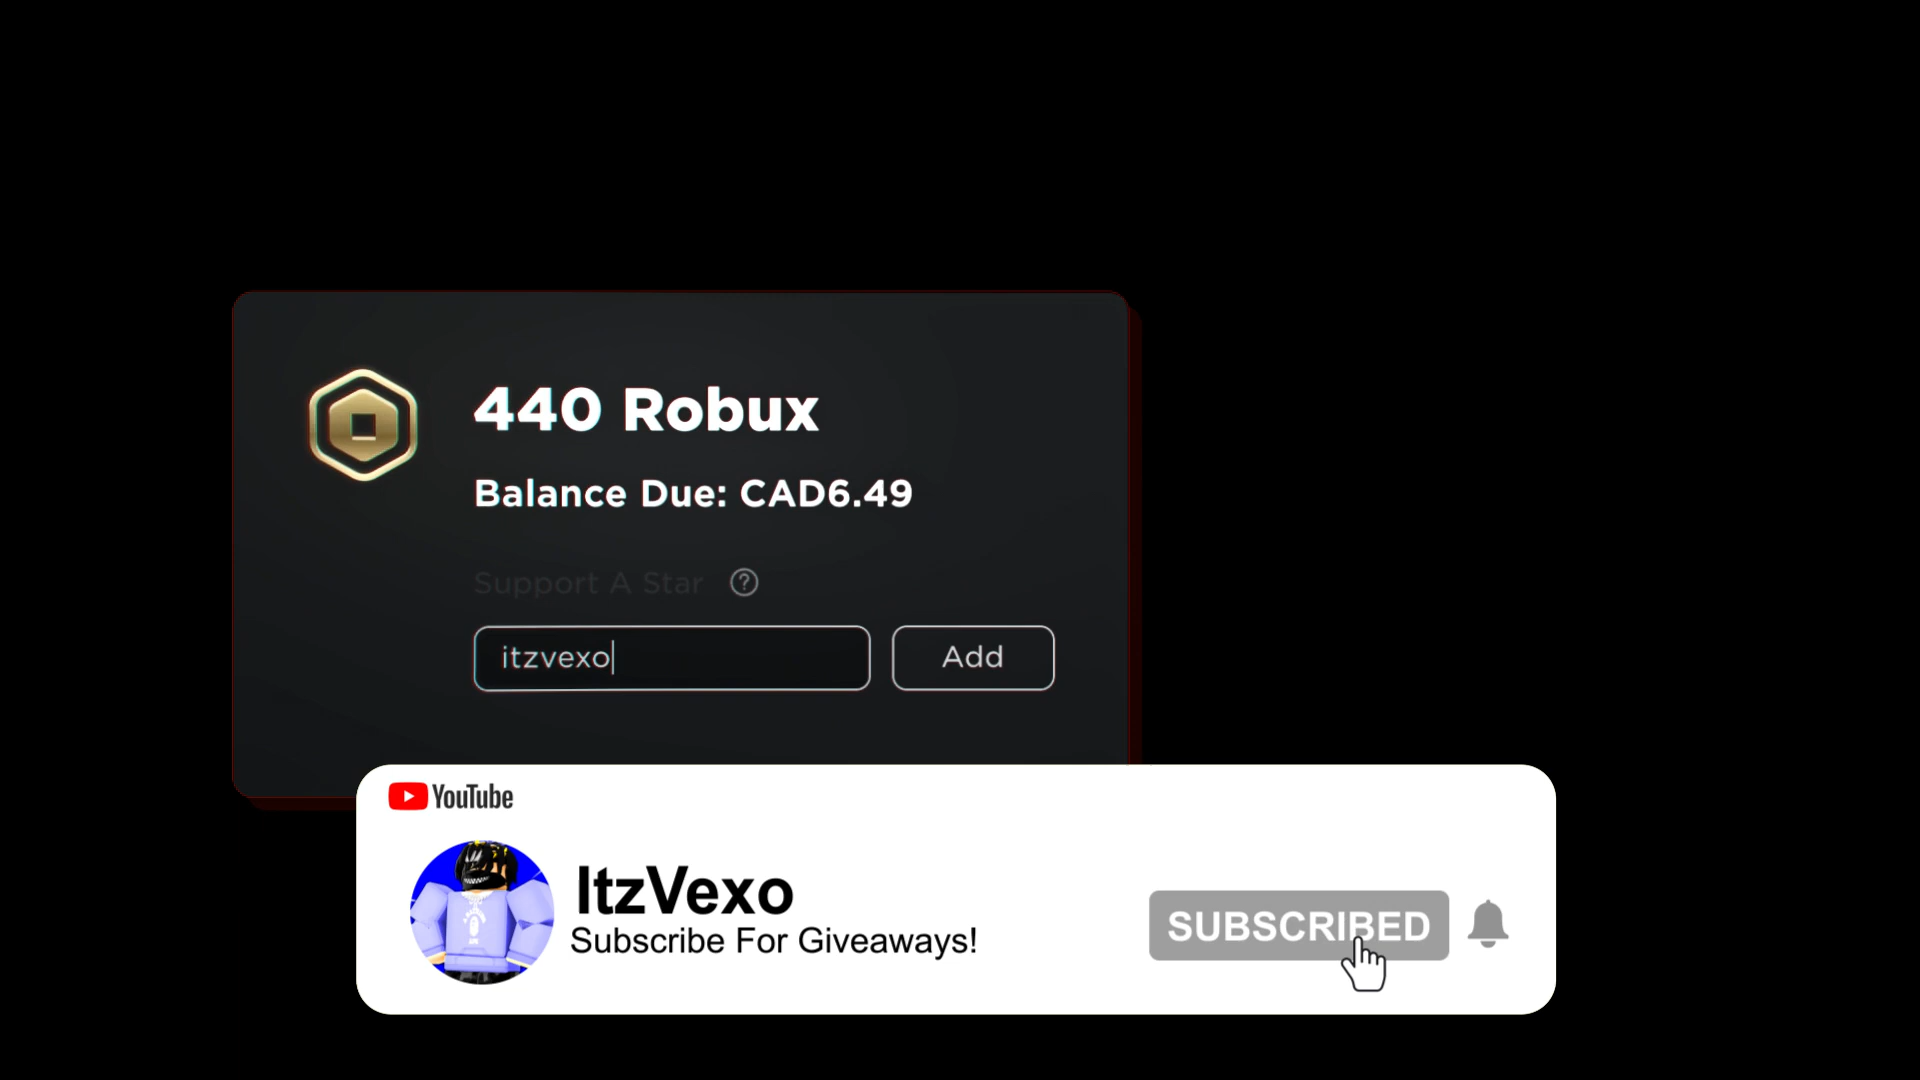 440 Robux
Balance Due: CAD6.49
Support A Star ?
itzvexo
Add
YouTube
ItzVexo
Subscribe For Giveaways!
SUBSCRIBED